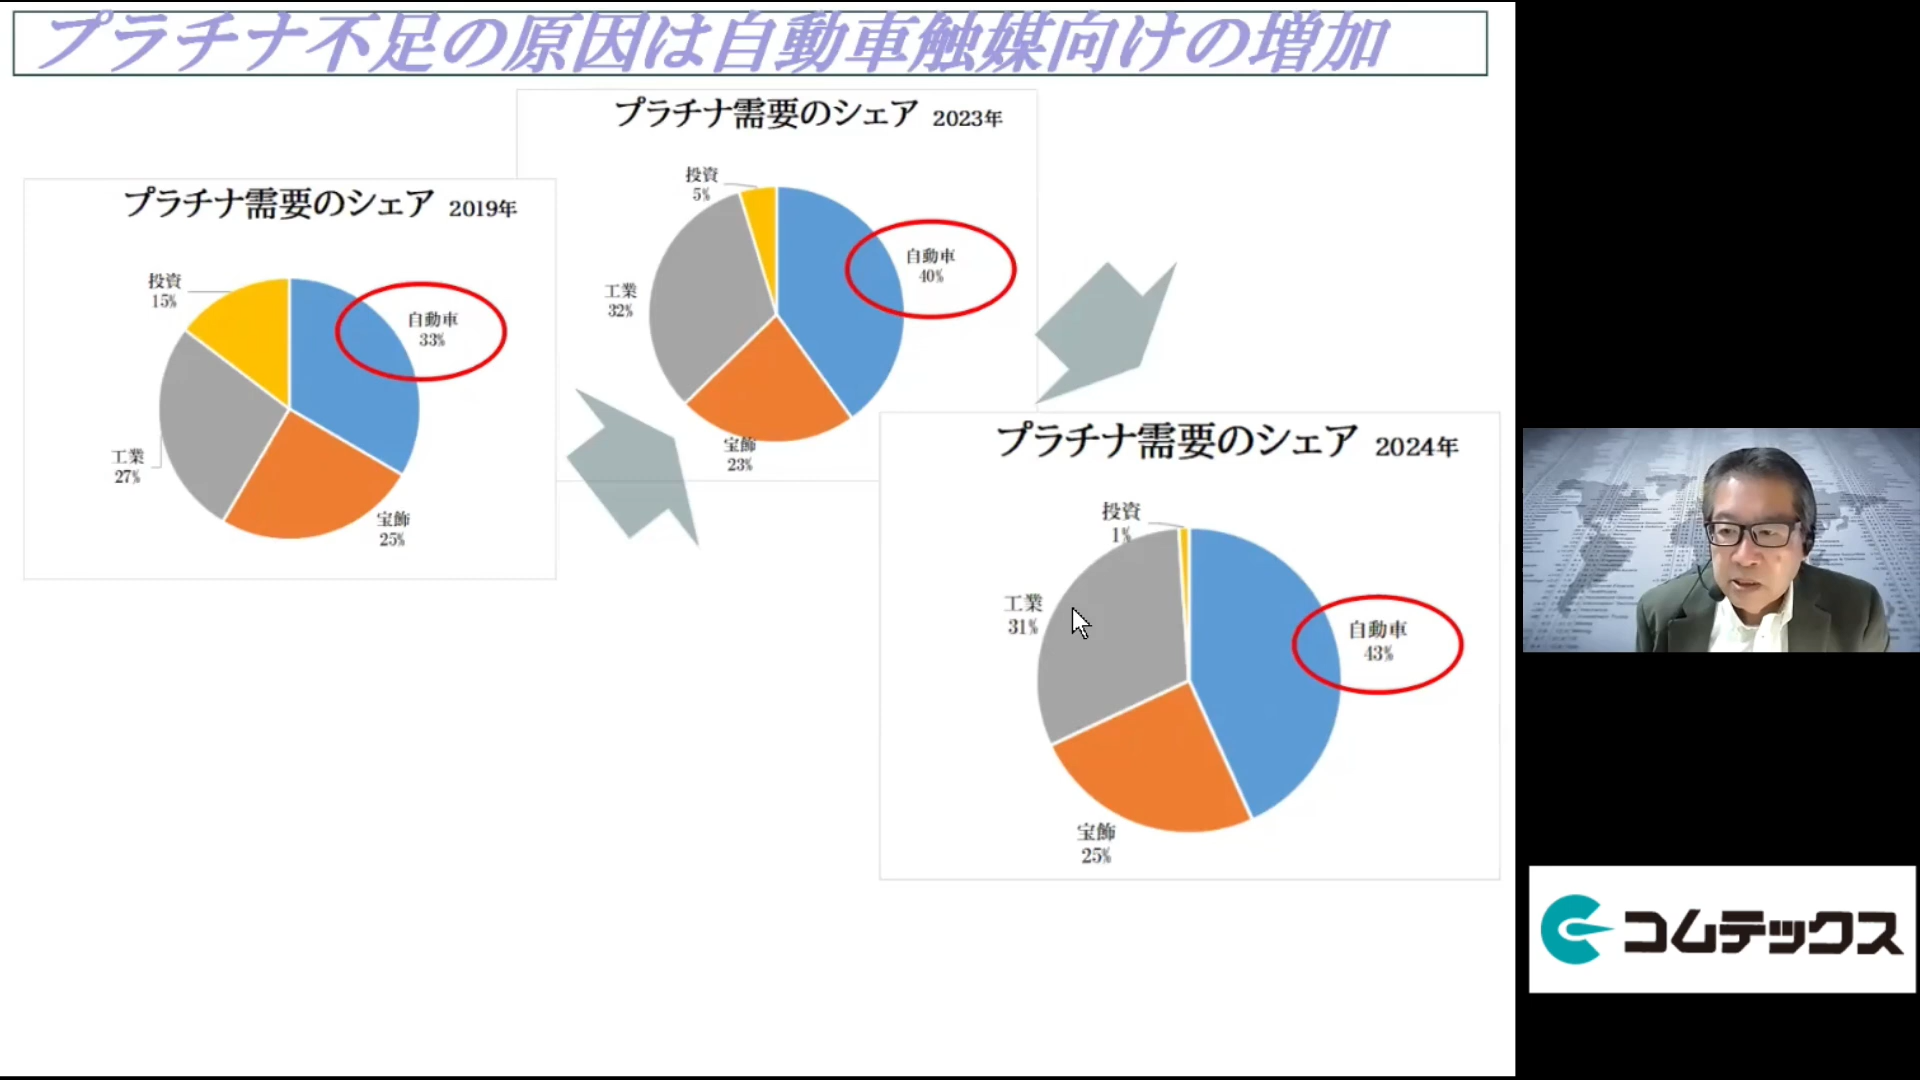 プラチナ不足の原因は自動車触媒向けの増加
プラチナ需要のシェア 2019年
投資
15%
自動車
33%
工業
27%
宝飾
25%
プラチナ需要のシェア 2023年
投資
5%
自動車
40%
工業
32%
宝飾
23%
プラチナ需要のシェア 2024年
投資
1%
工業
31%
自動車
43%
宝飾
25%
コムテックス